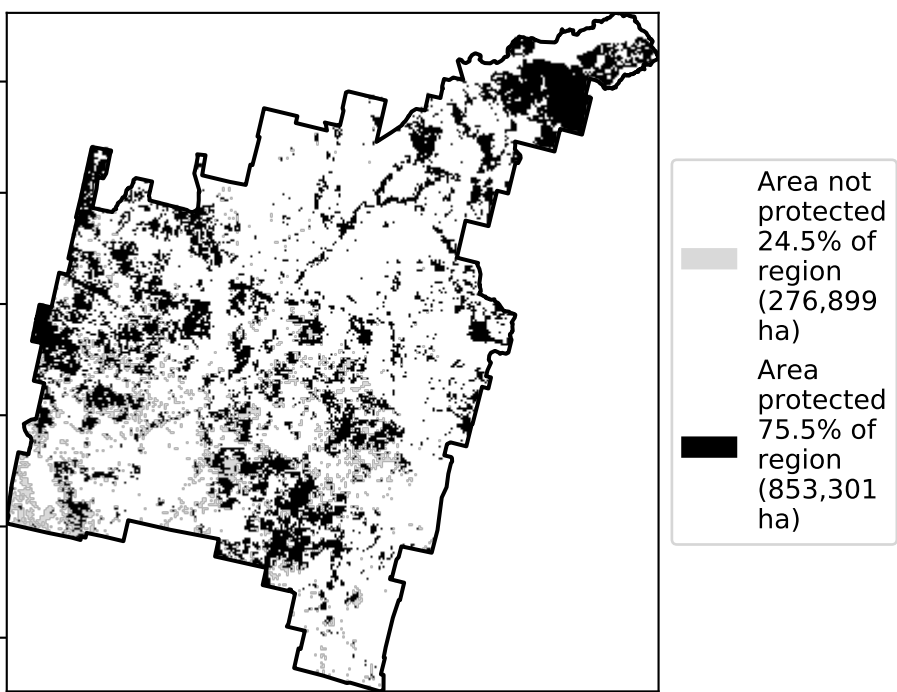 Area not
protected
24.5% of
region
(276,899
ha)
Area
protected
75.5% of
region
(853,301
ha)